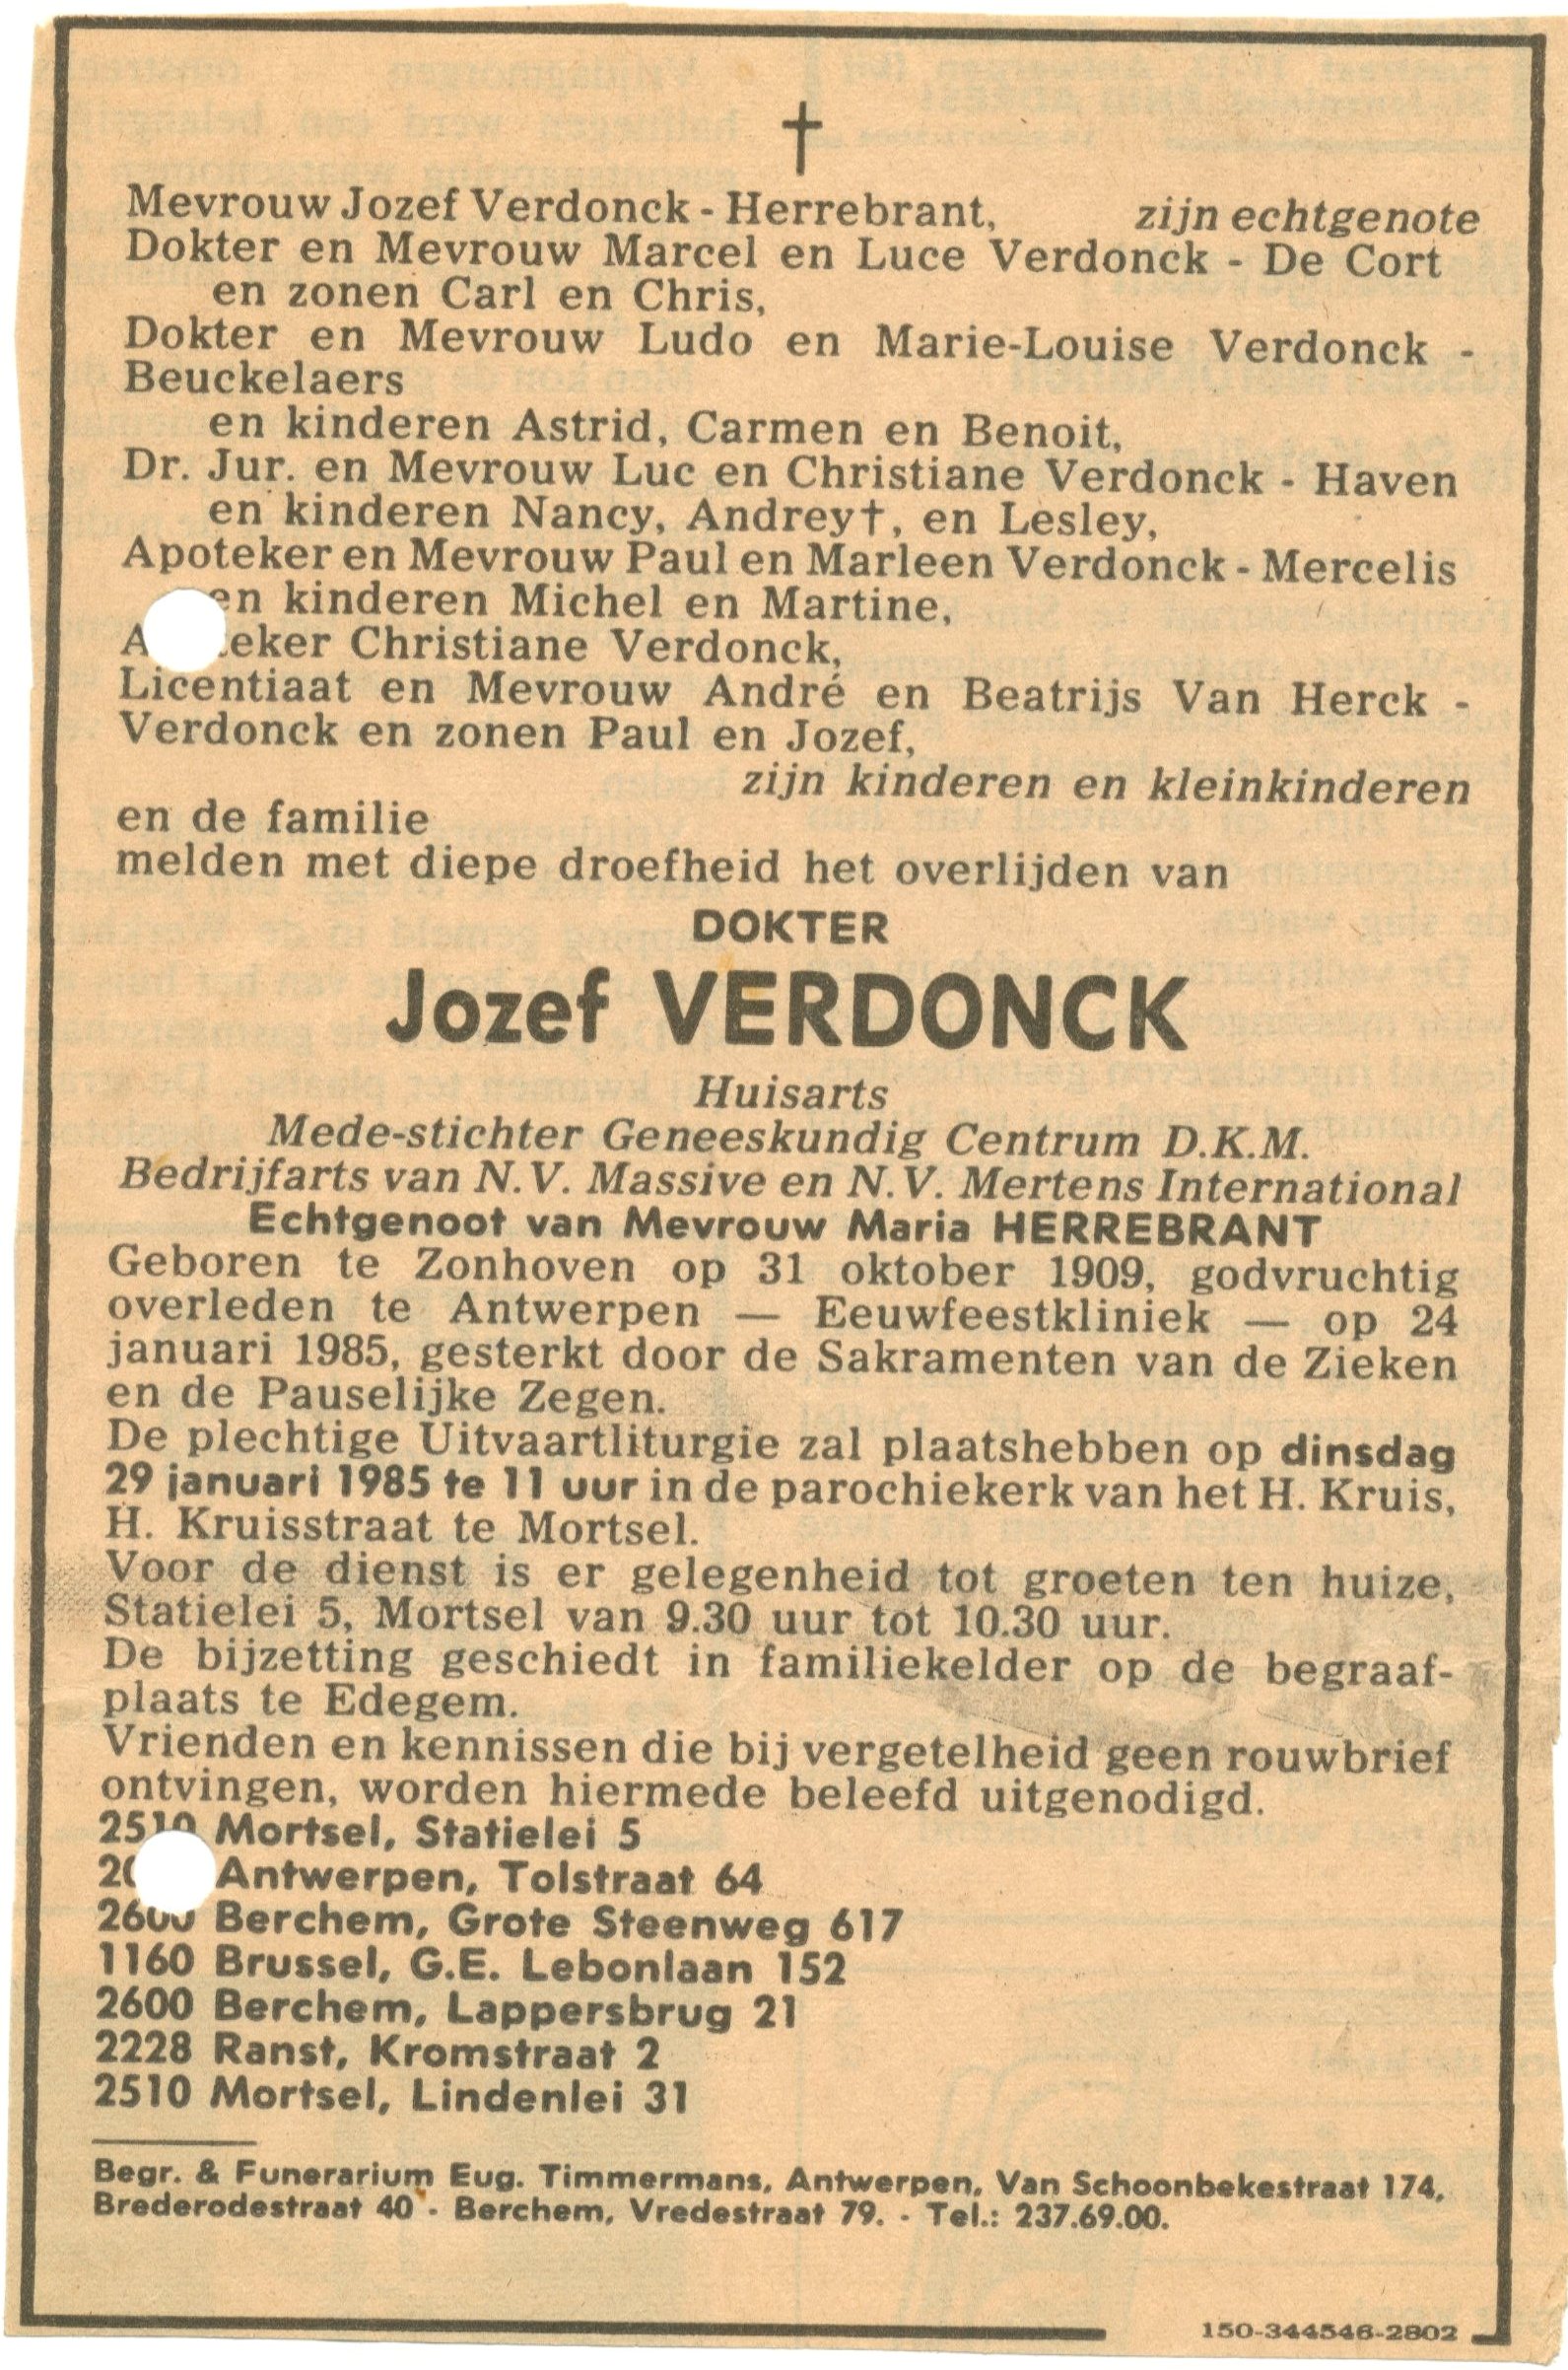 †
Mevrouw Jozef Verdonck - Herrebrant, zijn echtgenote
Dokter en Mevrouw Marcel en Luce Verdonck - De Cort
en zonen Carl en Chris,
Dokter en Mevrouw Ludo en Marie-Louise Verdonck -
Beuckelaers
en kinderen Astrid, Carmen en Benoit,
Dr. Jur. en Mevrouw Luc en Christiane Verdonck - Haven
en kinderen Nancy, Andrey†, en Lesley,
Apoteker en Mevrouw Paul en Marleen Verdonck - Mercelis
en kinderen Michel en Martine,
Christiane Verdonck,
Licentiaat en Mevrouw André en Beatrijs Van Herck -
Verdonck en zonen Paul en Jozef,
zijn kinderen en kleinkinderen
en de familie
melden met diepe droefheid het overlijden van
DOKTER
Jozef VERDONCK
Huisarts
Mede-stichter Geneeskundig Centrum D.K.M.
Bedrijfarts van N.V. Massive en N.V. Mertens International
Echtgenoot van Mevrouw Maria HERREBRANT
Geboren te Zonhoven op 31 oktober 1909, godvruchtig
overleden te Antwerpen — Eeuwfeestkliniek — op 24
januari 1985, gesterkt door de Sakramenten van de Zieken
en de Pauselijke Zegen.
De plechtige Uitvaartliturgie zal plaatshebben op dinsdag
29 januari 1985 te 11 uur in de parochiekerk van het H. Kruis,
H. Kruisstraat te Mortsel.
Voor de dienst is er gelegenheid tot groeten ten huize,
Statielei 5, Mortsel van 9.30 uur tot 10.30 uur.
De bijzetting geschiedt in familiekelder op de begraaf-
plaats te Edegem.
Vrienden en kennissen die bij vergetelheid geen rouwbrief
ontvingen, worden hiermede beleefd uitgenodigd.
2510 Mortsel, Statielei 5
Antwerpen, Tolstraat 64
2600 Berchem, Grote Steenweg 617
1160 Brussel, G.E. Lebonlaan 152
2600 Berchem, Lappersbrug 21
2228 Ranst, Kromstraat 2
2510 Mortsel, Lindenlei 31
Begr. & Funerarium Eug. Timmermans, Antwerpen, Van Schoonbekestraat 174,
Brederodestraat 40 - Berchem, Vredestraat 79. - Tel.: 237.69.00.
150-344546-2802